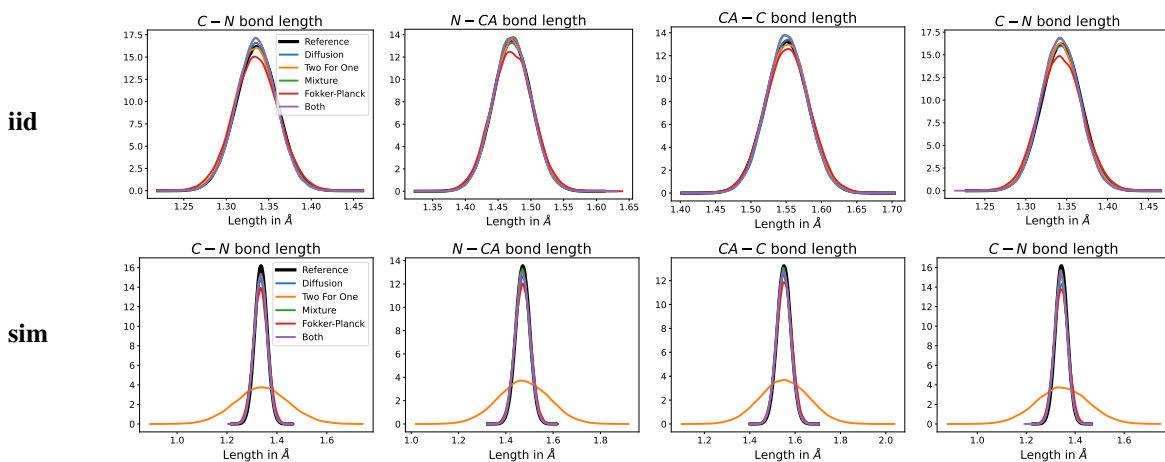 C − N bond length
N − CA bond length
CA − C bond length
C − N bond length
iid
17.5
15.0
12.5
10.0
7.5
5.0
2.5
0.0
Reference
Diffusion
Two For One
Mixture
Fokker-Planck
Both
1.25 1.30 1.35 1.40 1.45
Length in Å
14
12
10
8
6
4
2
0
1.35 1.40 1.45 1.50 1.55 1.60 1.65
Length in Å
14
12
10
8
6
4
2
0
1.40 1.45 1.50 1.55 1.60 1.65 1.70
Length in Å
17.5
15.0
12.5
10.0
7.5
5.0
2.5
0.0
1.25 1.30 1.35 1.40 1.45
Length in Å
C − N bond length
N − CA bond length
CA − C bond length
C − N bond length
sim
16
14
12
10
8
6
4
2
0
Reference
Diffusion
Two For One
Mixture
Fokker-Planck
Both
1.0 1.2 1.4 1.6
Length in Å
14
12
10
8
6
4
2
0
1.2 1.4 1.6 1.8
Length in Å
12
10
8
6
4
2
0
1.2 1.4 1.6 1.8 2.0
Length in Å
16
14
12
10
8
6
4
2
0
1.0 1.2 1.4 1.6
Length in Å